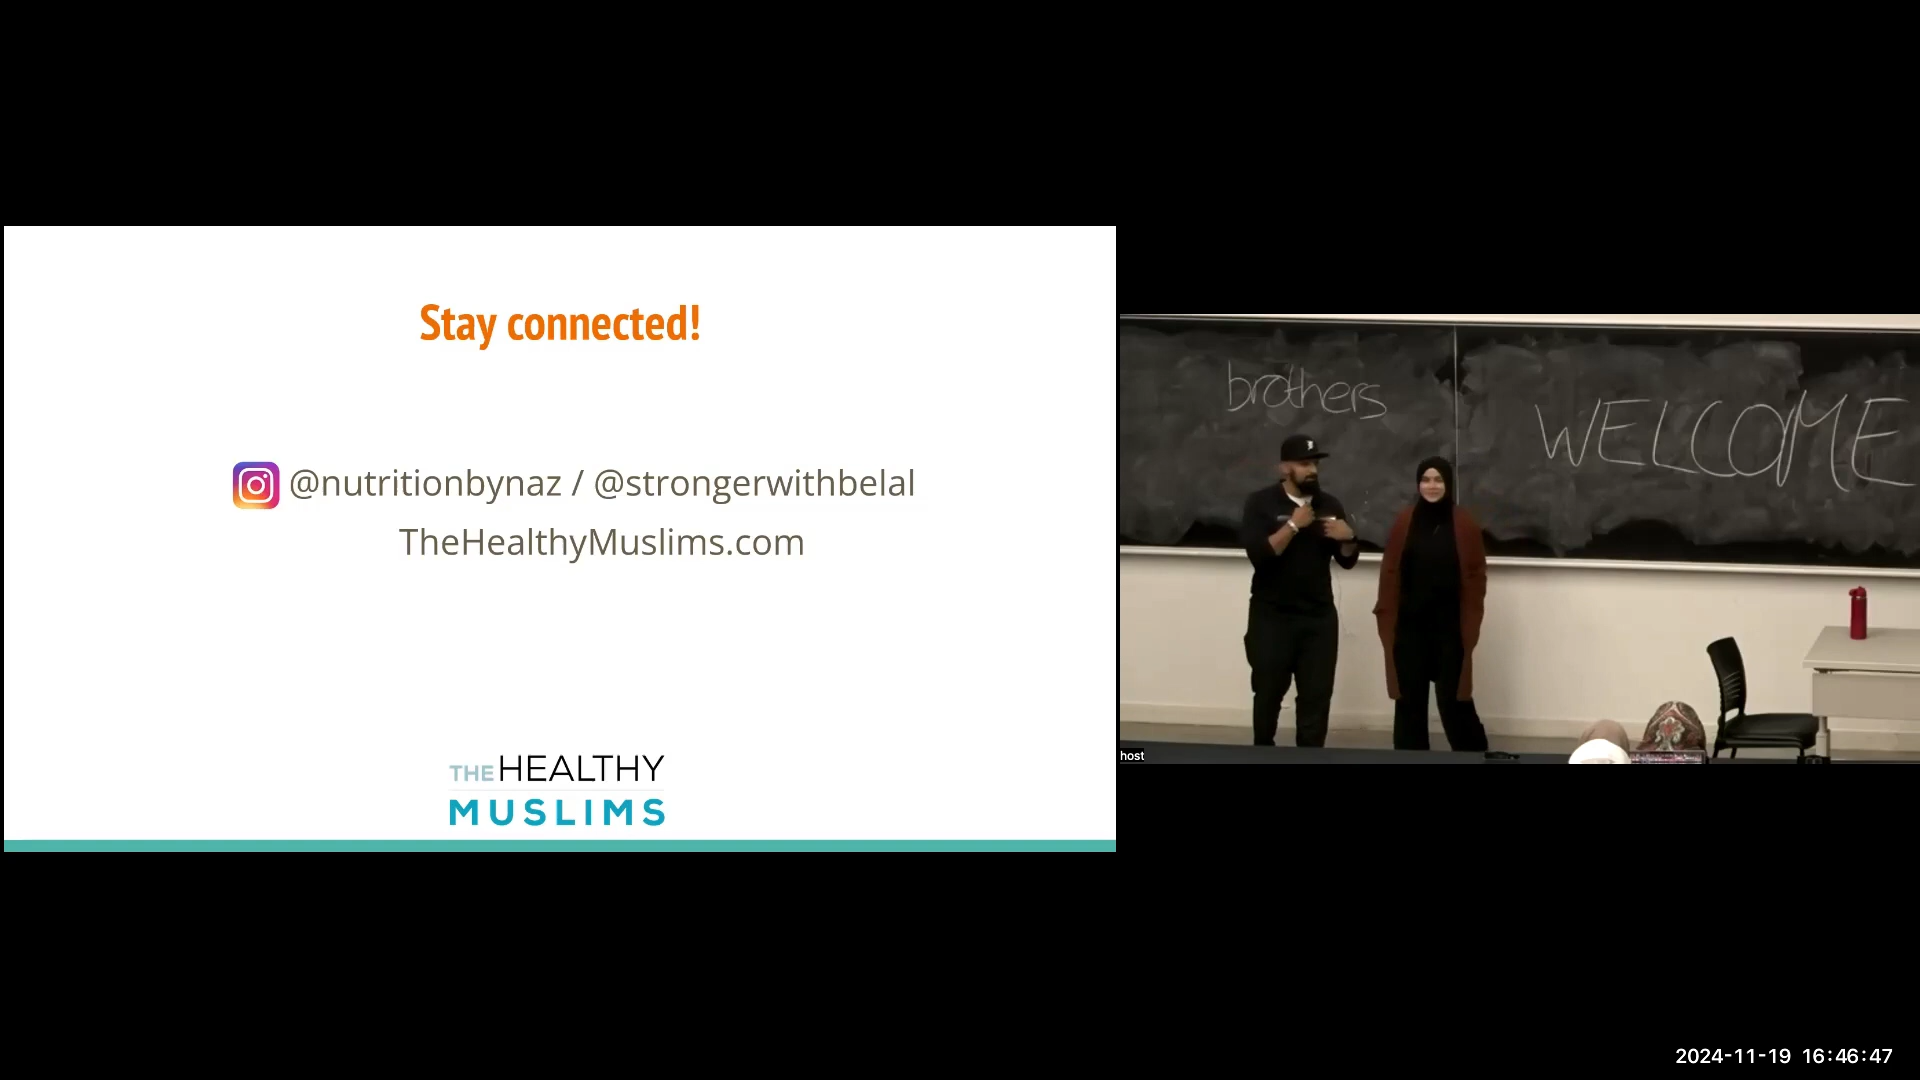 Stay connected!
@nutritionbynaz / @strongerwithbelal
TheHealthyMuslims.com
THE HEALTHY
MUSLIMS
brothers
WELCOME
host
2024-11-19 16:46:47